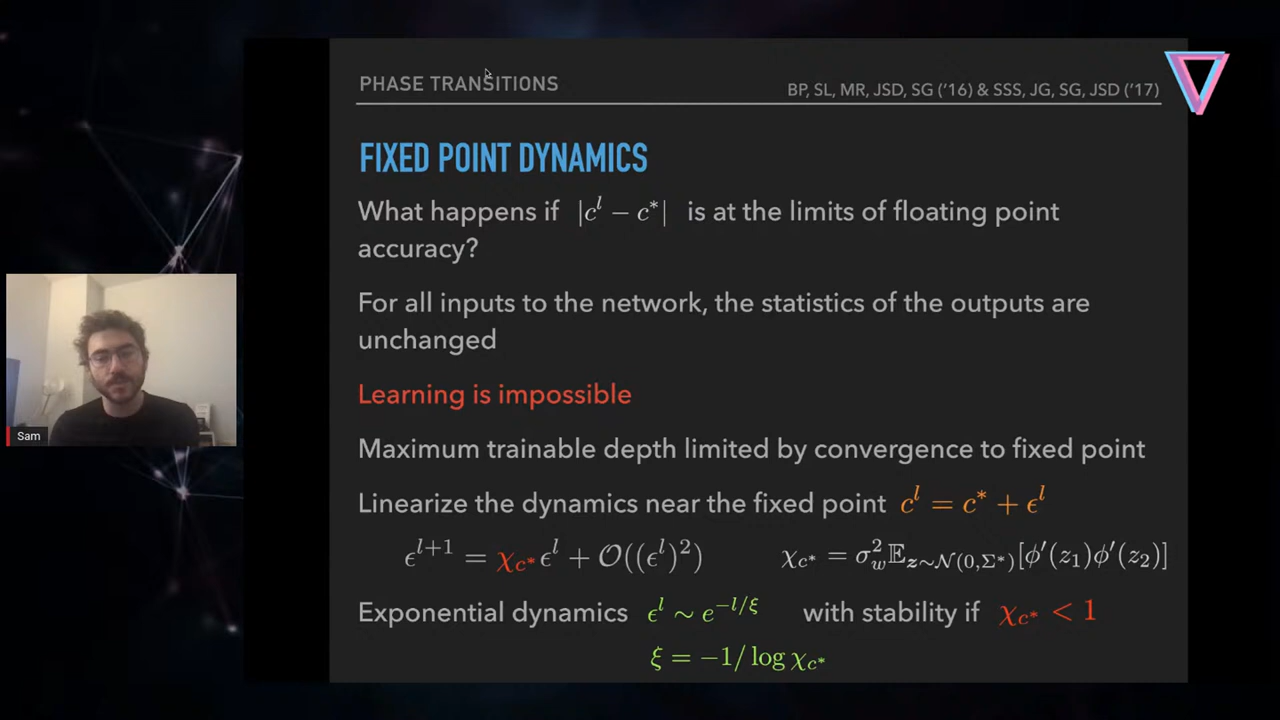 PHASE TRANSITIONS
BP, SL, MR, JSD, SG ('16) & SSS, JG, SG, JSD ('17)
FIXED POINT DYNAMICS
What happens if |c^l − c^*| is at the limits of floating point
accuracy?
For all inputs to the network, the statistics of the outputs are
unchanged
Learning is impossible
Maximum trainable depth limited by convergence to fixed point
Linearize the dynamics near the fixed point c^l = c^* + ϵ^l
ϵ^{l+1} = χ_{c^*} ϵ^l + O((ϵ^l)^2) χ_{c^*} = σ_w^2 𝔼_{z∼N(0,Σ^*)}[ϕ′(z_1)ϕ′(z_2)]
Exponential dynamics ϵ^l ∼ e^{−l/ξ} with stability if χ_{c^*} < 1
ξ = −1/ log χ_{c^*}
Sam